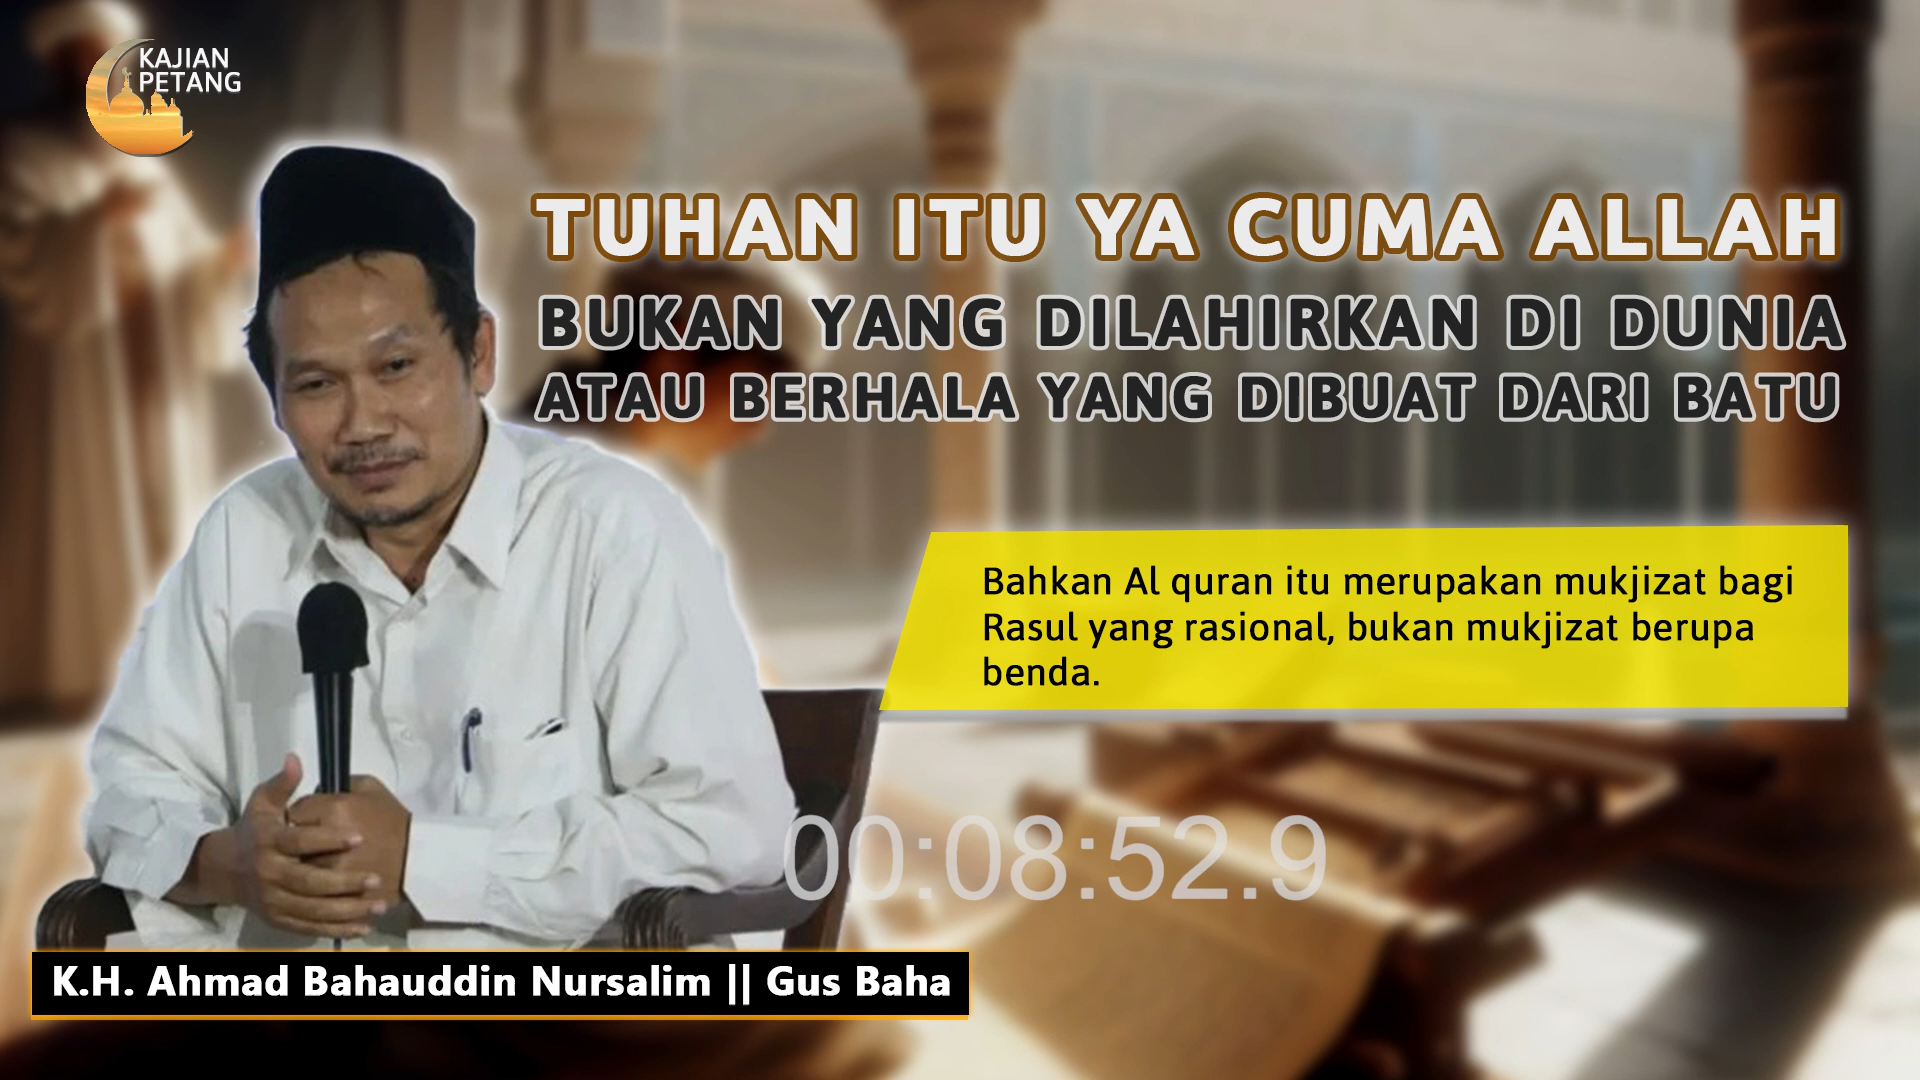 KAJIAN
PETANG
TUHAN ITU YA CUMA ALLAH
BUKAN YANG DILAHIRKAN DI DUNIA
ATAU BERHALA YANG DIBUAT DARI BATU
Bahkan Al quran itu merupakan mukjizat bagi
Rasul yang rasional, bukan mukjizat berupa
benda.
00:08:52.9
K.H. Ahmad Bahauddin Nursalim || Gus Baha